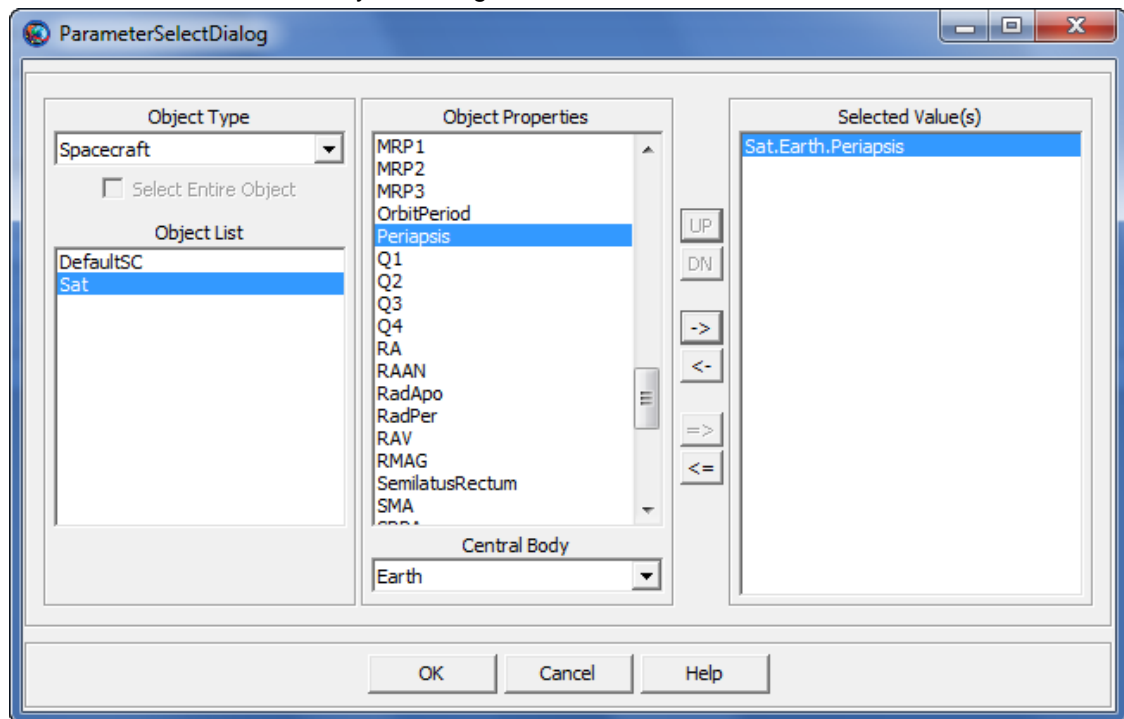 ParameterSelectDialog
Object Type
Spacecraft
Select Entire Object
Object List
DefaultSC
Sat
Object Properties
MRP1
MRP2
MRP3
OrbitPeriod
Periapsis
Q1
Q2
Q3
Q4
RA
RAAN
RadApo
RadPer
RAV
RMAG
SemilatusRectum
SMA
Central Body
Earth
UP
DN
->
<-
=>
<=
Selected Value(s)
Sat.Earth.Periapsis
OK
Cancel
Help